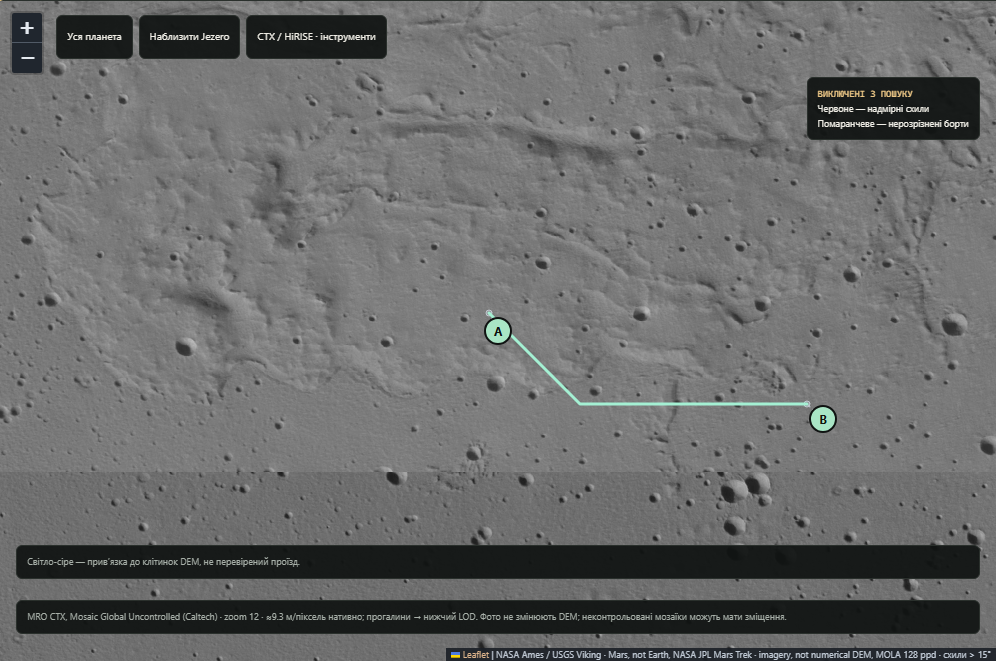 +
−
Уся планета
Наблизити Jezero
CTX / HiRISE · інструменти
ВИКЛЮЧЕНІ З ПОШУКУ
Червоне — надмірні схили
Помаранчеве — нерозрізнені борти
A
B
Світло-сіре — прив'язка до клітинок DEM, не перевірений проїзд.
MRO CTX, Mosaic Global Uncontrolled (Caltech) · zoom 12 · ≈9.3 м/піксель нативно; прогалини → нижчий LOD. Фото не змінюють DEM; неконтрольовані мозаїки можуть мати зміщення.
Leaflet | NASA Ames / USGS Viking · Mars, not Earth, NASA JPL Mars Trek · imagery, not numerical DEM, MOLA 128 ppd · схили > 15°